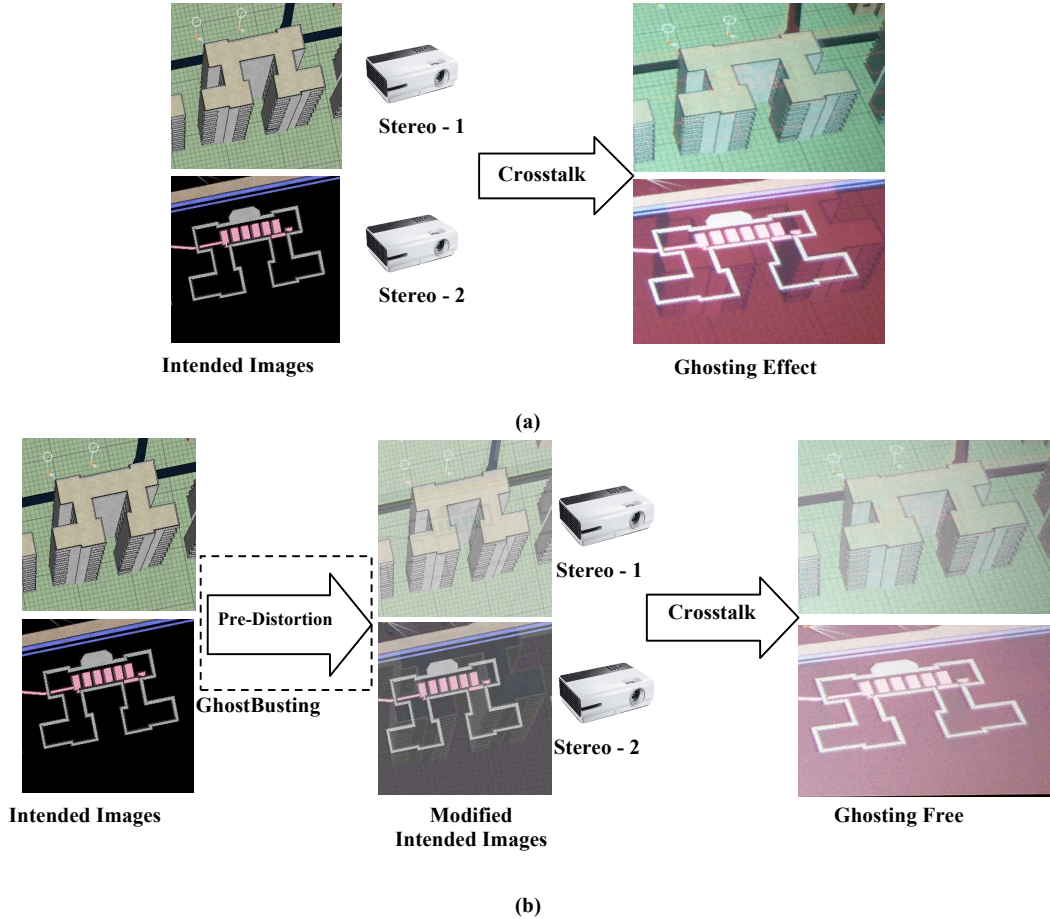 Stereo - 1
Crosstalk
Stereo - 2
Intended Images
Ghosting Effect
(a)
Stereo - 1
Pre-Distortion
Crosstalk
GhostBusting
Stereo - 2
Intended Images
Modified
Intended Images
Ghosting Free
(b)